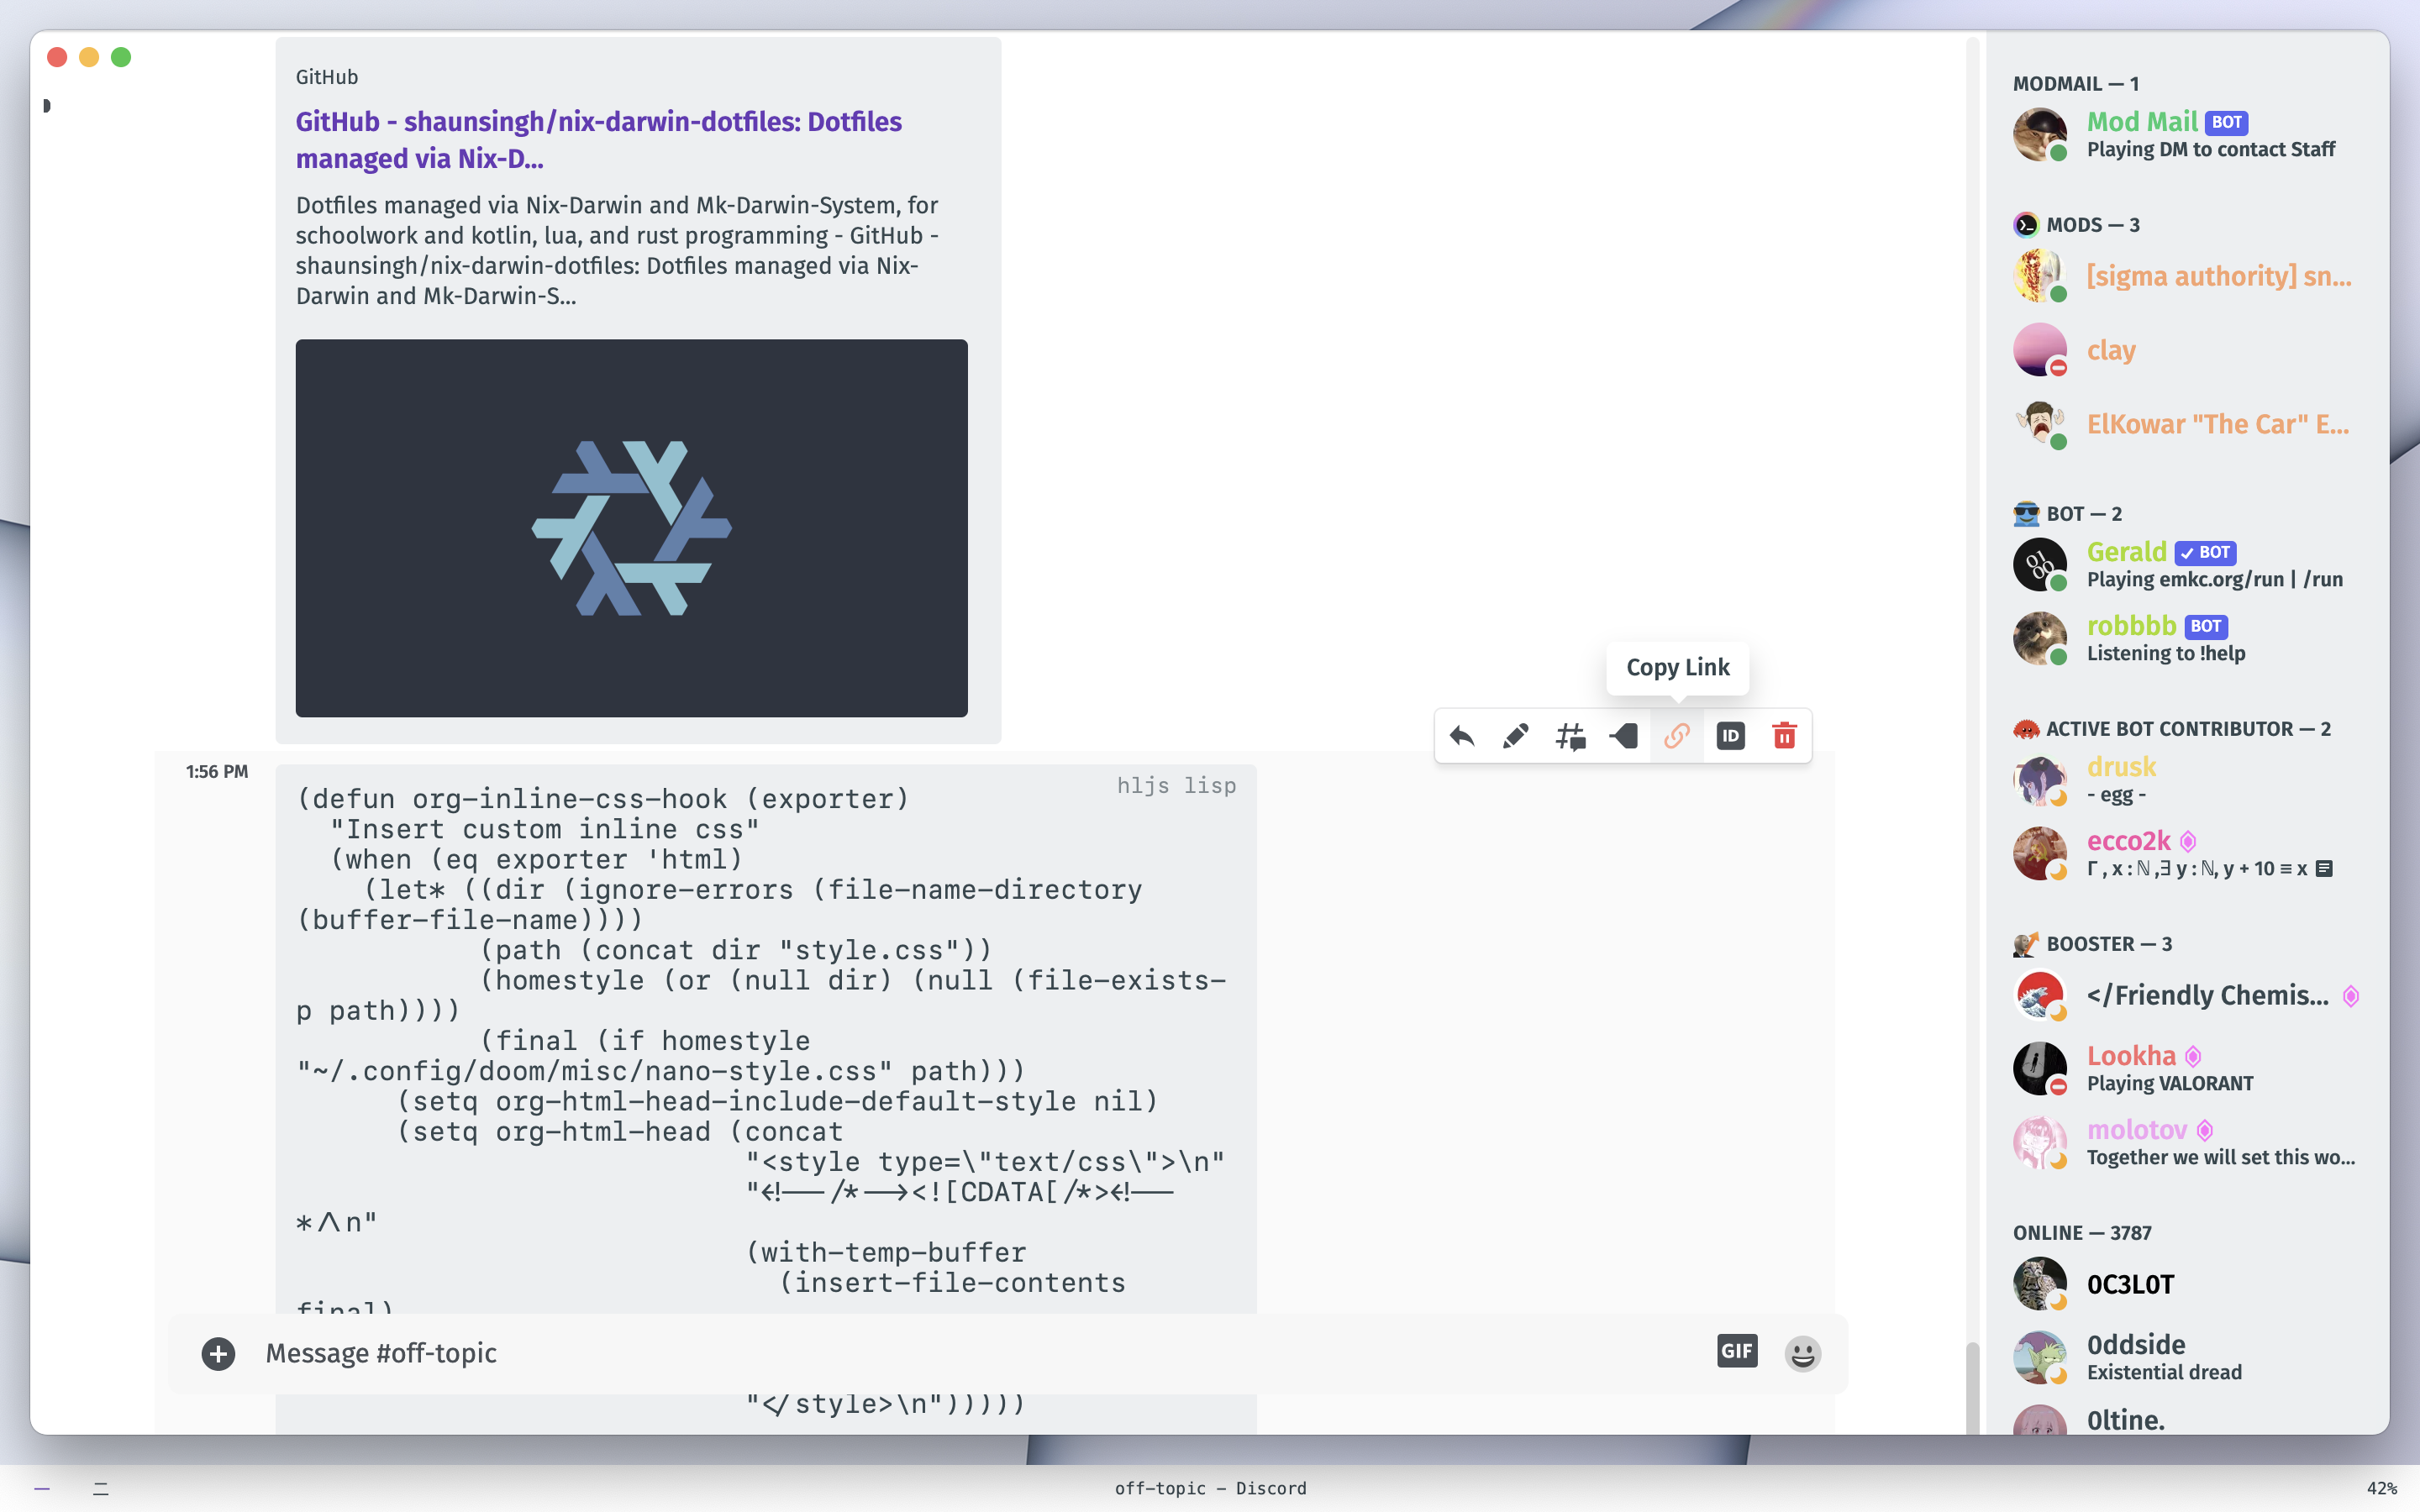 GitHub
GitHub - shaunsingh/nix-darwin-dotfiles: Dotfiles
managed via Nix-D...
Dotfiles managed via Nix-Darwin and Mk-Darwin-System, for
schoolwork and kotlin, lua, and rust programming - GitHub -
shaunsingh/nix-darwin-dotfiles: Dotfiles managed via Nix-
Darwin and Mk-Darwin-S...
Copy Link
ID
1:56 PM
hljs lisp
(defun org-inline-css-hook (exporter)
"Insert custom inline css"
(when (eq exporter 'html)
(let* ((dir (ignore-errors (file-name-directory
(buffer-file-name))))
(path (concat dir "style.css"))
(homestyle (or (null dir) (null (file-exists-
p path))))
(final (if homestyle
"~/.config/doom/misc/nano-style.css" path)))
(setq org-html-head-include-default-style nil)
(setq org-html-head (concat
"<style type=\"text/css\">\n"
"<!--/*--><![CDATA[/*><!--
*/\n"
(with-temp-buffer
(insert-file-contents
final)
Message #off-topic
GIF
"</style>\n")))))
MODMAIL — 1
Mod Mail BOT
Playing DM to contact Staff
MODS — 3
[sigma authority] sn...
clay
ElKowar "The Car" E...
BOT — 2
Gerald ✓ BOT
Playing emkc.org/run | /run
robbbb BOT
Listening to !help
ACTIVE BOT CONTRIBUTOR — 2
drusk
- egg -
ecco2k
Γ , x : ℕ ,∃ y : ℕ, y + 10 ≡ x
BOOSTER — 3
</Friendly Chemis...
Lookha
Playing VALORANT
molotov
Together we will set this wo...
ONLINE — 3787
0C3L0T
0ddside
Existential dread
0ltine.
off-topic - Discord
42%